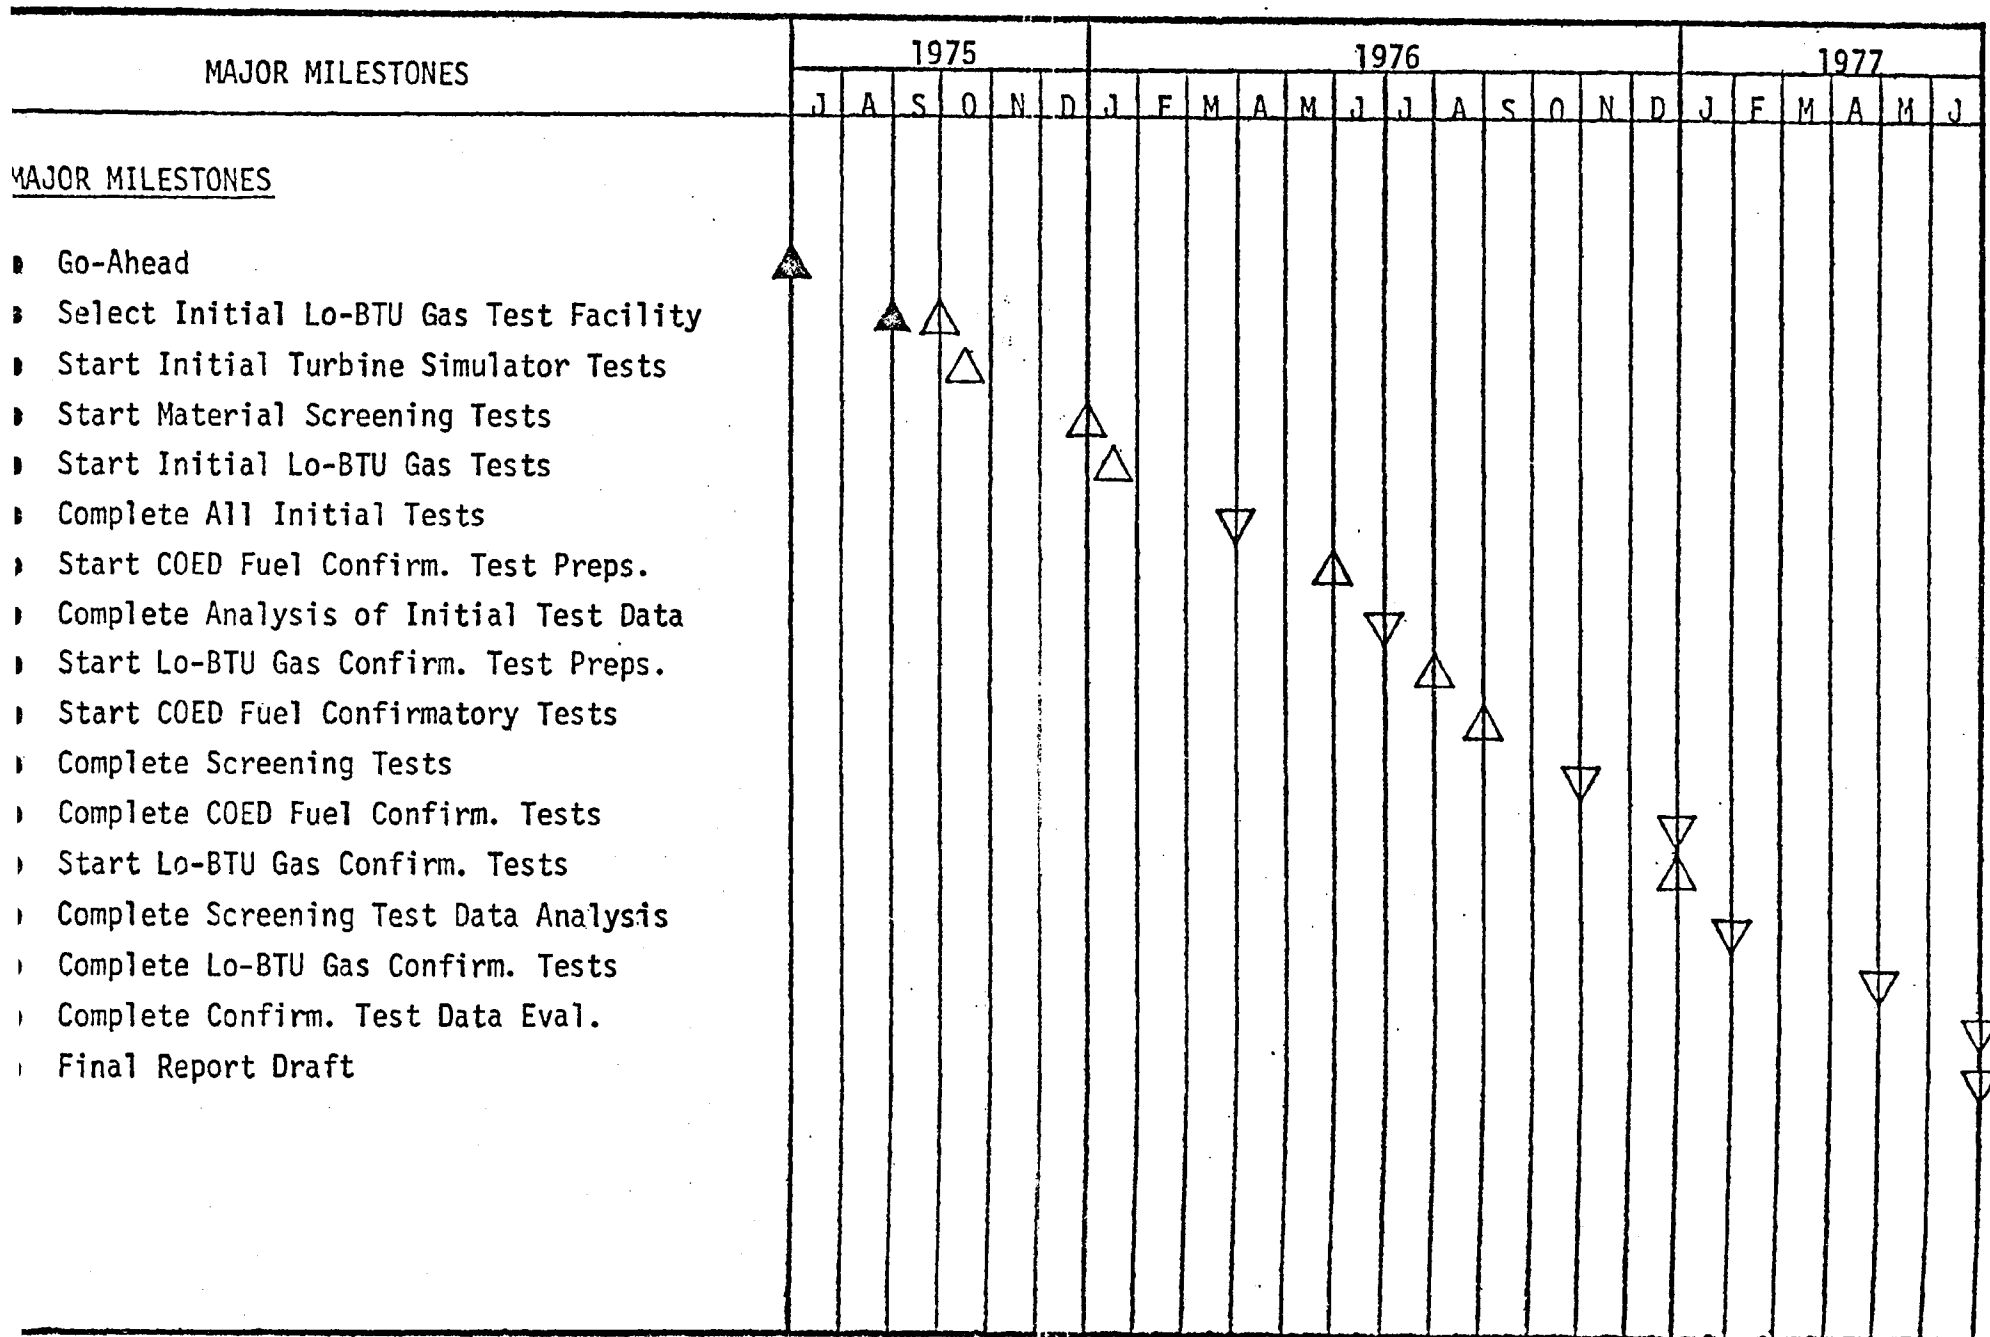 MAJOR MILESTONES
1975 1976 1977
J A S O N D J F M A M J J A S O N D J F M A M J
MAJOR MILESTONES
Go-Ahead
Select Initial Lo-BTU Gas Test Facility
Start Initial Turbine Simulator Tests
Start Material Screening Tests
Start Initial Lo-BTU Gas Tests
Complete All Initial Tests
Start COED Fuel Confirm. Test Preps.
Complete Analysis of Initial Test Data
Start Lo-BTU Gas Confirm. Test Preps.
Start COED Fuel Confirmatory Tests
Complete Screening Tests
Complete COED Fuel Confirm. Tests
Start Lo-BTU Gas Confirm. Tests
Complete Screening Test Data Analysis
Complete Lo-BTU Gas Confirm. Tests
Complete Confirm. Test Data Eval.
Final Report Draft